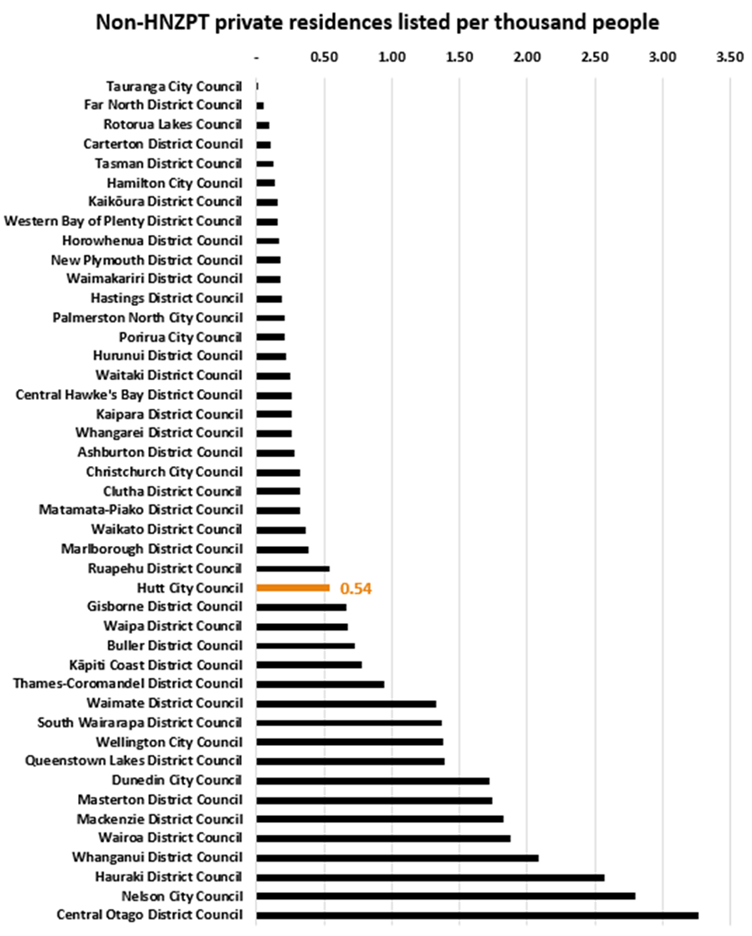 Non-HNZPT private residences listed per thousand people
- 0.50 1.00 1.50 2.00 2.50 3.00 3.50
Tauranga City Council
Far North District Council
Rotorua Lakes Council
Carterton District Council
Tasman District Council
Hamilton City Council
Kaikōura District Council
Western Bay of Plenty District Council
Horowhenua District Council
New Plymouth District Council
Waimakariri District Council
Hastings District Council
Palmerston North City Council
Porirua City Council
Hurunui District Council
Waitaki District Council
Central Hawke's Bay District Council
Kaipara District Council
Whangarei District Council
Ashburton District Council
Christchurch City Council
Clutha District Council
Matamata-Piako District Council
Waikato District Council
Marlborough District Council
Ruapehu District Council
Hutt City Council 0.54
Gisborne District Council
Waipa District Council
Buller District Council
Kāpiti Coast District Council
Thames-Coromandel District Council
Waimate District Council
South Wairarapa District Council
Wellington City Council
Queenstown Lakes District Council
Dunedin City Council
Masterton District Council
Mackenzie District Council
Wairoa District Council
Whanganui District Council
Hauraki District Council
Nelson City Council
Central Otago District Council